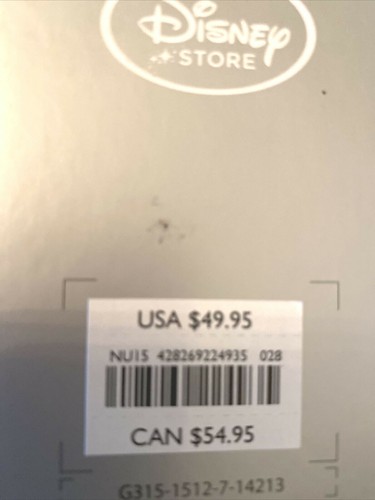 Disney
STORE
USA $49.95
NU15 428269224935 028
CAN $54.95
G315-1512-7-14213